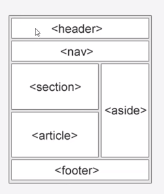 <header>
<nav>
<section>
<aside>
<article>
<footer>